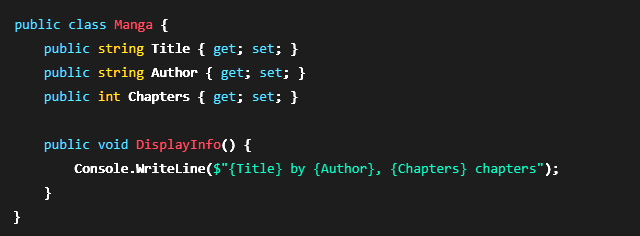 public class Manga {
    public string Title { get; set; }
    public string Author { get; set; }
    public int Chapters { get; set; }

    public void DisplayInfo() {
        Console.WriteLine($"{Title} by {Author}, {Chapters} chapters");
    }
}